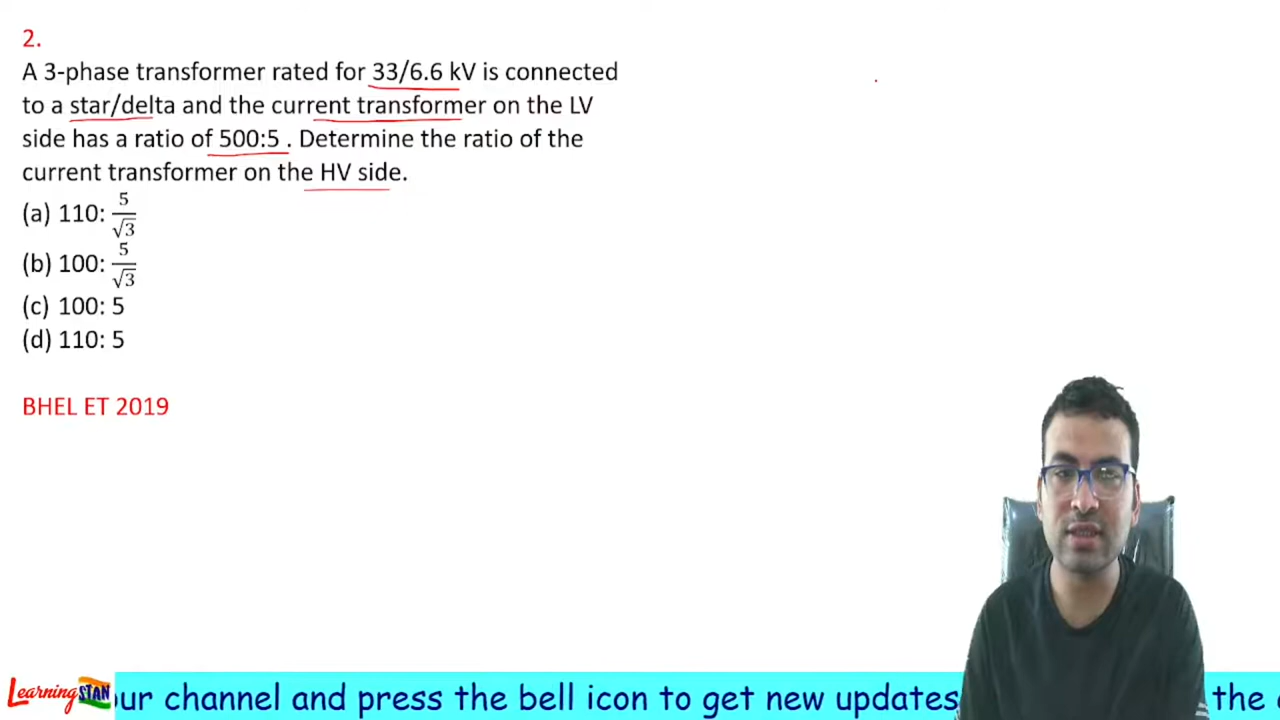 2.
A 3-phase transformer rated for 33/6.6 kV is connected
to a star/delta and the current transformer on the LV
side has a ratio of 500:5 . Determine the ratio of the
current transformer on the HV side.
(a) 110: 5/√3
(b) 100: 5/√3
(c) 100: 5
(d) 110: 5
BHEL ET 2019
Learning STAN
our channel and press the bell icon to get new updates
the